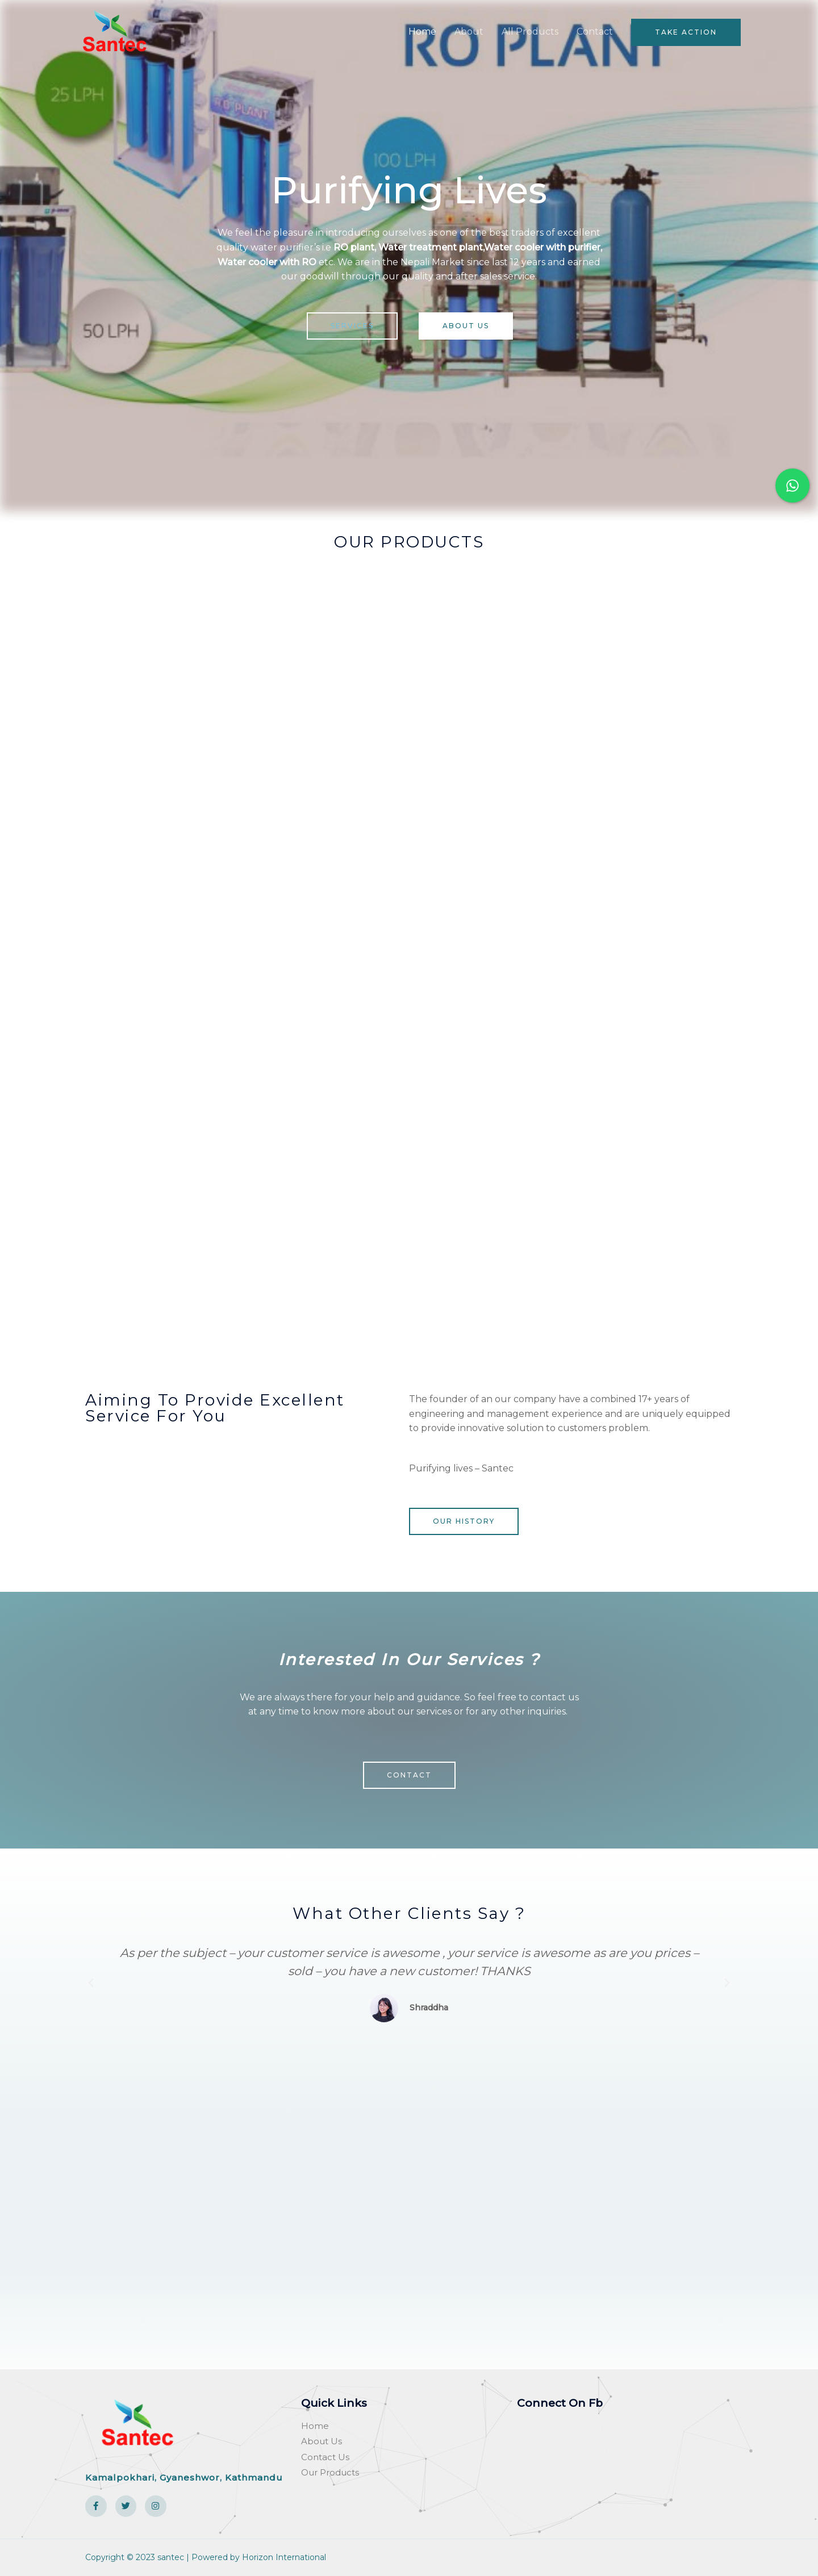 Santec
Home
About
All Products
Contact
TAKE ACTION
RO PLANT
25 LPH
100 LPH
50 LPH
Purifying Lives
We feel the pleasure in introducing ourselves as one of the best traders of excellent
quality water purifier's i.e RO plant, Water treatment plant,Water cooler with purifier,
Water cooler with RO etc. We are in the Nepali Market since last 12 years and earned
our goodwill through our quality and after sales service.
ABOUT US
OUR PRODUCTS
Aiming To Provide Excellent
Service For You
The founder of an our company have a combined 17+ years of
engineering and management experience and are uniquely equipped
to provide innovative solution to customers problem.
Purifying lives – Santec
OUR HISTORY
Interested In Our Services ?
We are always there for your help and guidance. So feel free to contact us
at any time to know more about our services or for any other inquiries.
CONTACT
What Other Clients Say ?
As per the subject – your customer service is awesome , your service is awesome as are you prices –
sold – you have a new customer! THANKS
Shraddha
Santec
Kamalpokhari, Gyaneshwor, Kathmandu
Quick Links
Home
About Us
Contact Us
Our Products
Connect On Fb
Copyright © 2023 santec | Powered by Horizon International